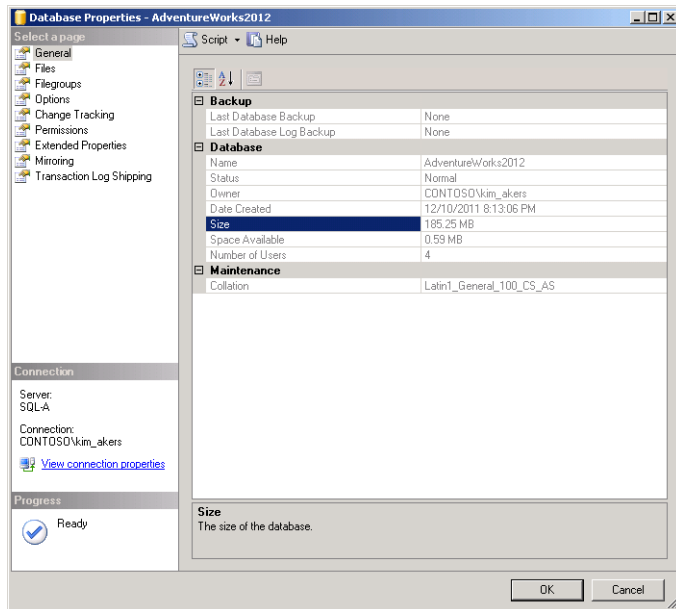 Database Properties - AdventureWorks2012
Select a page
General
Files
Filegroups
Options
Change Tracking
Permissions
Extended Properties
Mirroring
Transaction Log Shipping
Script Help
Backup
Last Database Backup None
Last Database Log Backup None
Database
Name AdventureWorks2012
Status Normal
Owner CONTOSO\kim_akers
Date Created 12/10/2011 8:13:06 PM
Size 185.25 MB
Space Available 0.59 MB
Number of Users 4
Maintenance
Collation Latin1_General_100_CS_AS
Connection
Server:
SQL-A
Connection:
CONTOSO\kim_akers
View connection properties
Progress
Ready
Size
The size of the database.
OK Cancel